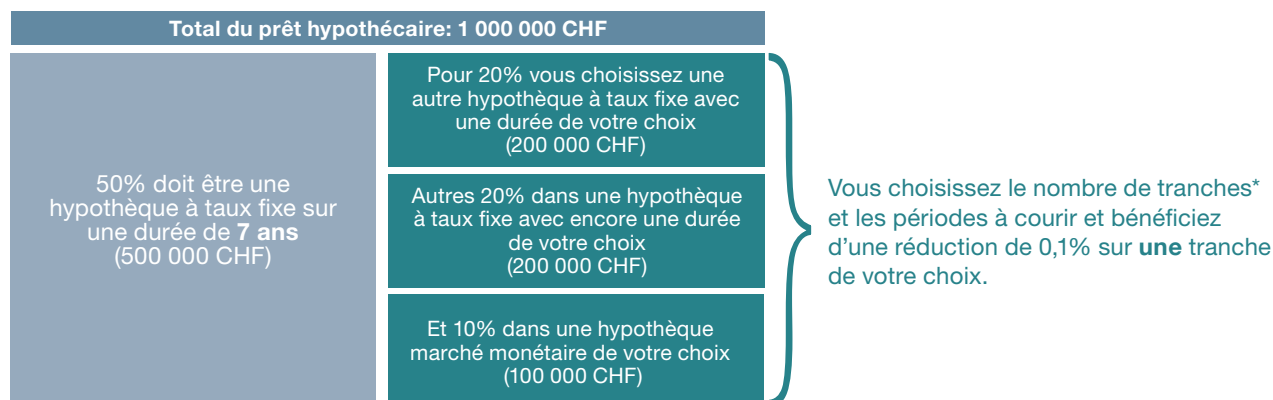 Total du prêt hypothécaire: 1 000 000 CHF
50% doit être une
hypothèque à taux fixe sur
une durée de 7 ans
(500 000 CHF)
Pour 20% vous choisissez une
autre hypothèque à taux fixe avec
une durée de votre choix
(200 000 CHF)
Autres 20% dans une hypothèque
à taux fixe avec encore une durée
de votre choix
(200 000 CHF)
Et 10% dans une hypothèque
marché monétaire de votre choix
(100 000 CHF)
Vous choisissez le nombre de tranches*
et les périodes à courir et bénéficiez
d’une réduction de 0,1% sur une tranche
de votre choix.